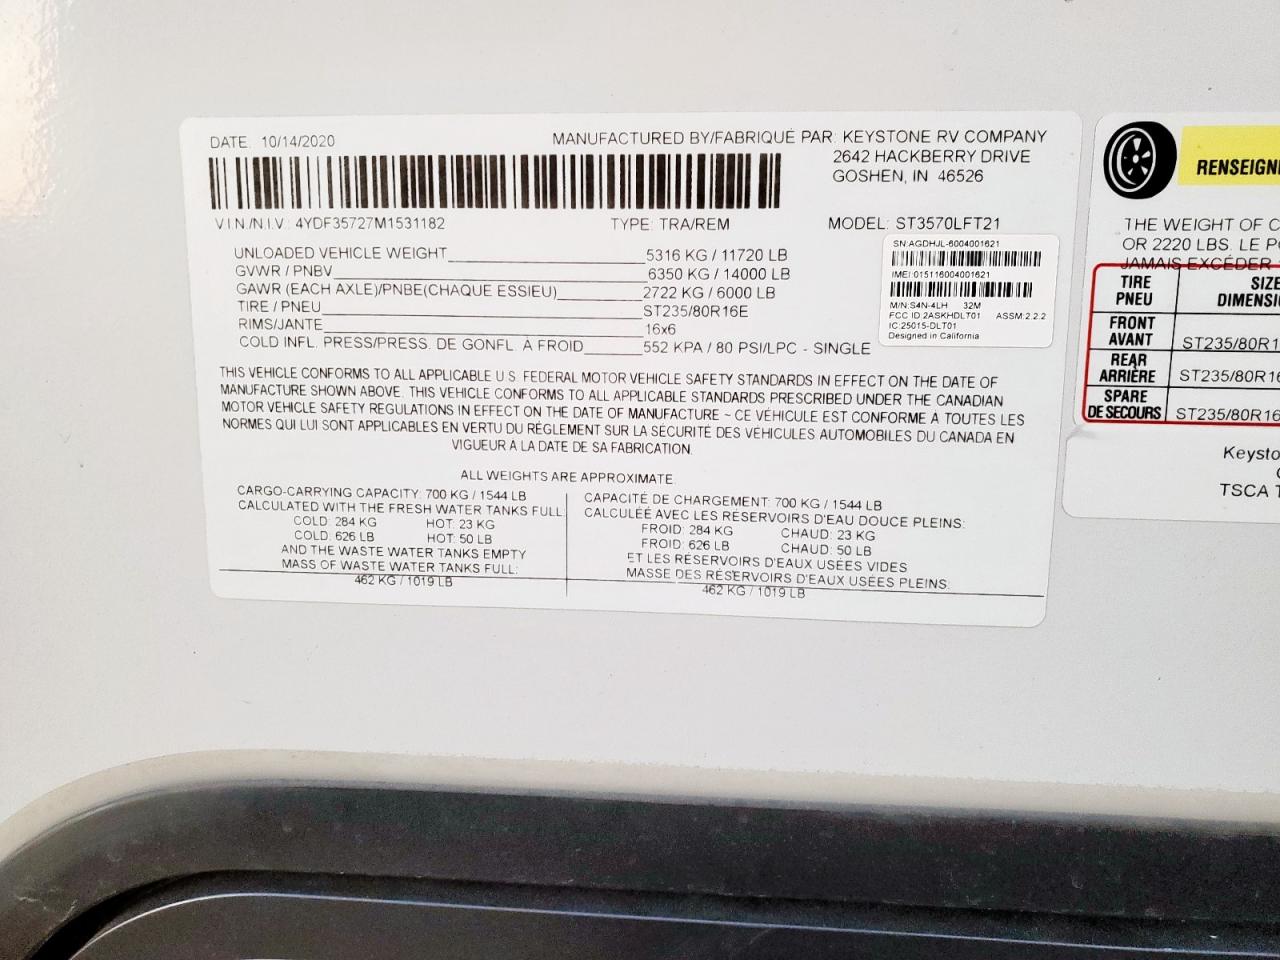 DATE: 10/14/2020
MANUFACTURED BY/FABRIQUÉ PAR: KEYSTONE RV COMPANY
2642 HACKBERRY DRIVE
GOSHEN, IN 46526
V.I.N./N.I.V.: 4YDF35727M1531182 TYPE: TRA/REM MODEL: ST3570LFT21
UNLOADED VEHICLE WEIGHT 5316 KG / 11720 LB
GVWR / PNBV 6350 KG / 14000 LB
GAWR (EACH AXLE)/PNBE(CHAQUE ESSIEU) 2722 KG / 6000 LB
TIRE / PNEU ST235/80R16E
RIMS/JANTE 16x6
COLD INFL. PRESS/PRESS. DE GONFL. À FROID 552 KPA / 80 PSI/LPC - SINGLE
SN:AGDHJL-6004001621
IMEI:015116004001621
M/N:S4N-4LH 32M
FCC ID:2ASKHDLT01 ASSM:2.2.2
IC:25015-DLT01
Designed in California
THIS VEHICLE CONFORMS TO ALL APPLICABLE U.S. FEDERAL MOTOR VEHICLE SAFETY STANDARDS IN EFFECT ON THE DATE OF
MANUFACTURE SHOWN ABOVE. THIS VEHICLE CONFORMS TO ALL APPLICABLE STANDARDS PRESCRIBED UNDER THE CANADIAN
MOTOR VEHICLE SAFETY REGULATIONS IN EFFECT ON THE DATE OF MANUFACTURE ~ CE VÉHICULE EST CONFORME À TOUTES LES
NORMES QUI LUI SONT APPLICABLES EN VERTU DU RÈGLEMENT SUR LA SÉCURITÉ DES VÉHICULES AUTOMOBILES DU CANADA EN
VIGUEUR À LA DATE DE SA FABRICATION.
ALL WEIGHTS ARE APPROXIMATE.
CARGO-CARRYING CAPACITY: 700 KG / 1544 LB
CALCULATED WITH THE FRESH WATER TANKS FULL:
COLD: 284 KG HOT: 23 KG
COLD: 626 LB HOT: 50 LB
AND THE WASTE WATER TANKS EMPTY
MASS OF WASTE WATER TANKS FULL:
462 KG / 1019 LB
CAPACITÉ DE CHARGEMENT: 700 KG / 1544 LB
CALCULÉE AVEC LES RÉSERVOIRS D'EAU DOUCE PLEINS:
FROID: 284 KG CHAUD: 23 KG
FROID: 626 LB CHAUD: 50 LB
ET LES RÉSERVOIRS D'EAUX USÉES VIDES
MASSE DES RÉSERVOIRS D'EAUX USÉES PLEINS:
462 KG / 1019 LB
RENSEIGN
THE WEIGHT OF C
OR 2220 LBS. LE P
JAMAIS EXCÉDER
TIRE SIZE
PNEU DIMENSI
FRONT
AVANT ST235/80R1
REAR
ARRIÈRE ST235/80R16
SPARE
DE SECOURS ST235/80R16
Keysto
TSCA T